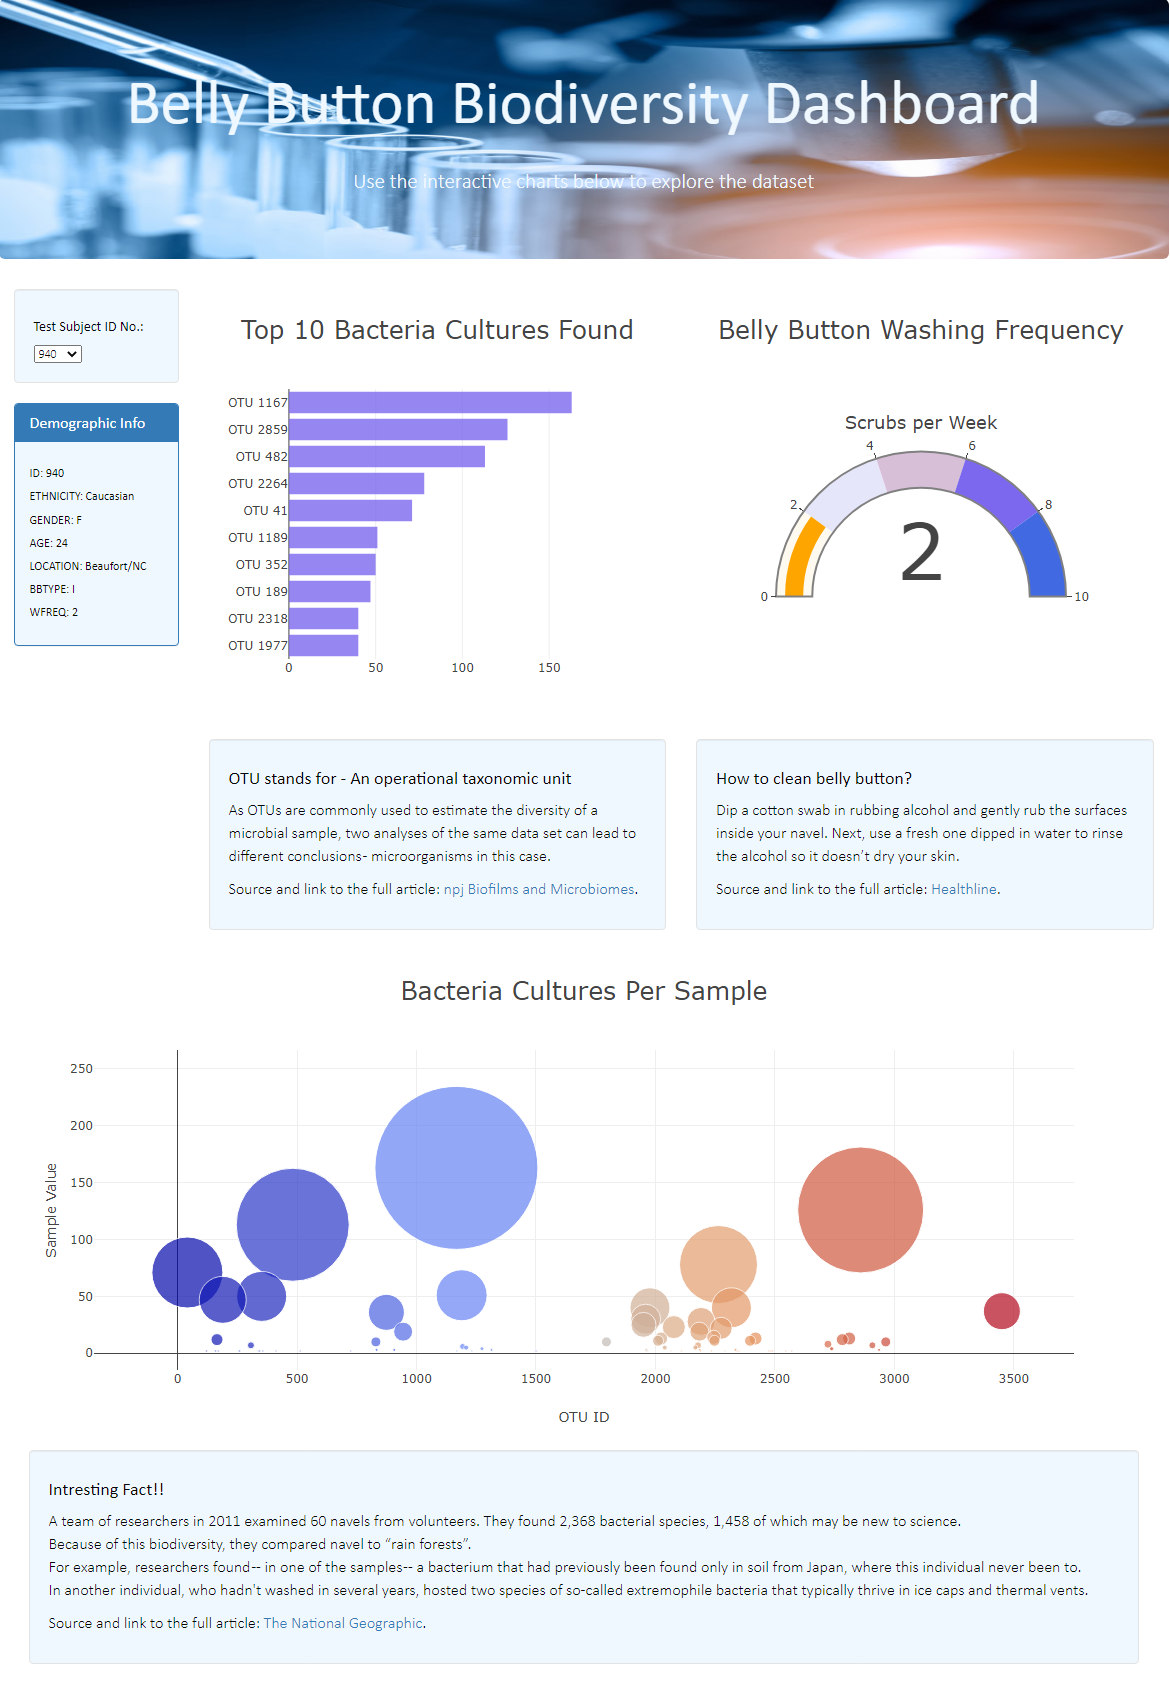 Belly Button Biodiversity Dashboard
Use the interactive charts below to explore the dataset
Test Subject ID No.:
940
Demographic Info
ID: 940
ETHNICITY: Caucasian
GENDER: F
AGE: 24
LOCATION: Beaufort/NC
BBTYPE: I
WFREQ: 2
Top 10 Bacteria Cultures Found
OTU 1167
OTU 2859
OTU 482
OTU 2264
OTU 41
OTU 1189
OTU 352
OTU 189
OTU 2318
OTU 1977
0 50 100 150
Belly Button Washing Frequency
Scrubs per Week
4 6
2 8
2
0 10
OTU stands for - An operational taxonomic unit
As OTUs are commonly used to estimate the diversity of a
microbial sample, two analyses of the same data set can lead to
different conclusions- microorganisms in this case.
Source and link to the full article: npj Biofilms and Microbiomes.
How to clean belly button?
Dip a cotton swab in rubbing alcohol and gently rub the surfaces
inside your navel. Next, use a fresh one dipped in water to rinse
the alcohol so it doesn’t dry your skin.
Source and link to the full article: Healthline.
Bacteria Cultures Per Sample
250
200
150
100
50
0
Sample Value
0 500 1000 1500 2000 2500 3000 3500
OTU ID
Intresting Fact!!
A team of researchers in 2011 examined 60 navels from volunteers. They found 2,368 bacterial species, 1,458 of which may be new to science.
Because of this biodiversity, they compared navel to “rain forests”.
For example, researchers found-- in one of the samples-- a bacterium that had previously been found only in soil from Japan, where this individual never been to.
In another individual, who hadn't washed in several years, hosted two species of so-called extremophile bacteria that typically thrive in ice caps and thermal vents.
Source and link to the full article: The National Geographic.